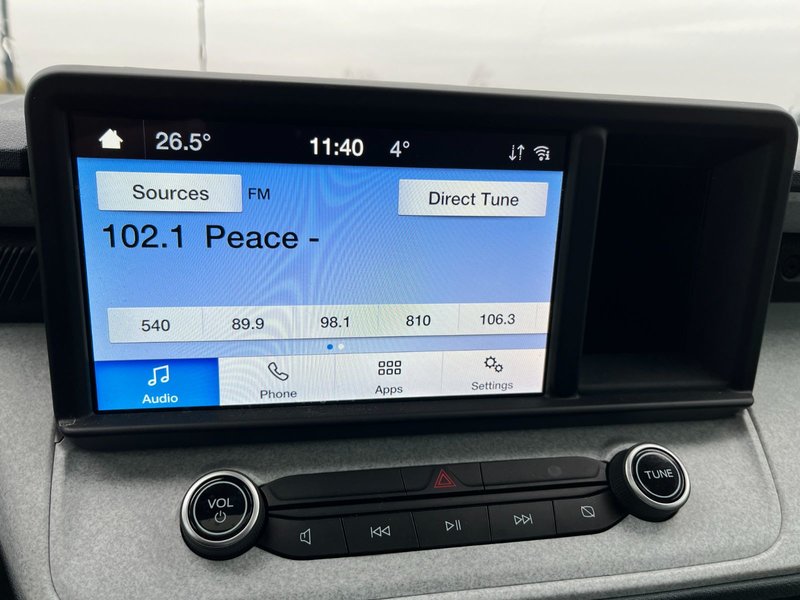 26.5° 11:40 4°
Sources FM Direct Tune
102.1 Peace -
540 89.9 98.1 810 106.3
Audio Phone Apps Settings
VOL TUNE